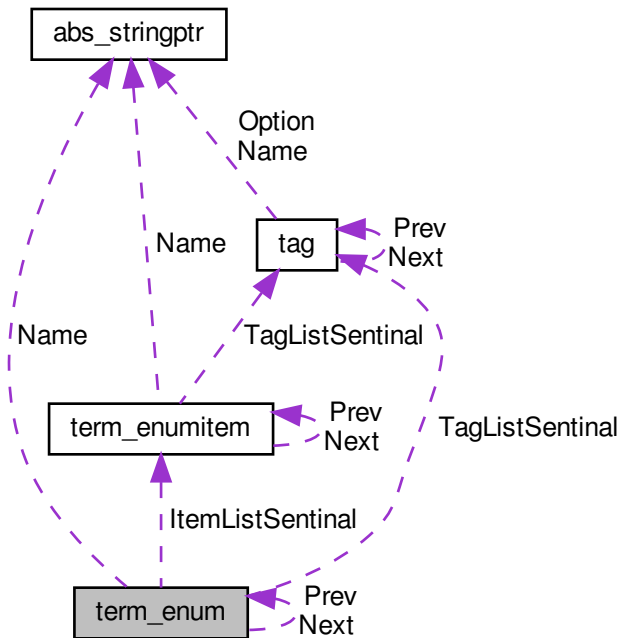 abs_stringptr
Option
Name
tag
Prev
Next
Name
Name
TagListSentinal
TagListSentinal
term_enumitem
Prev
Next
ItemListSentinal
term_enum
Prev
Next